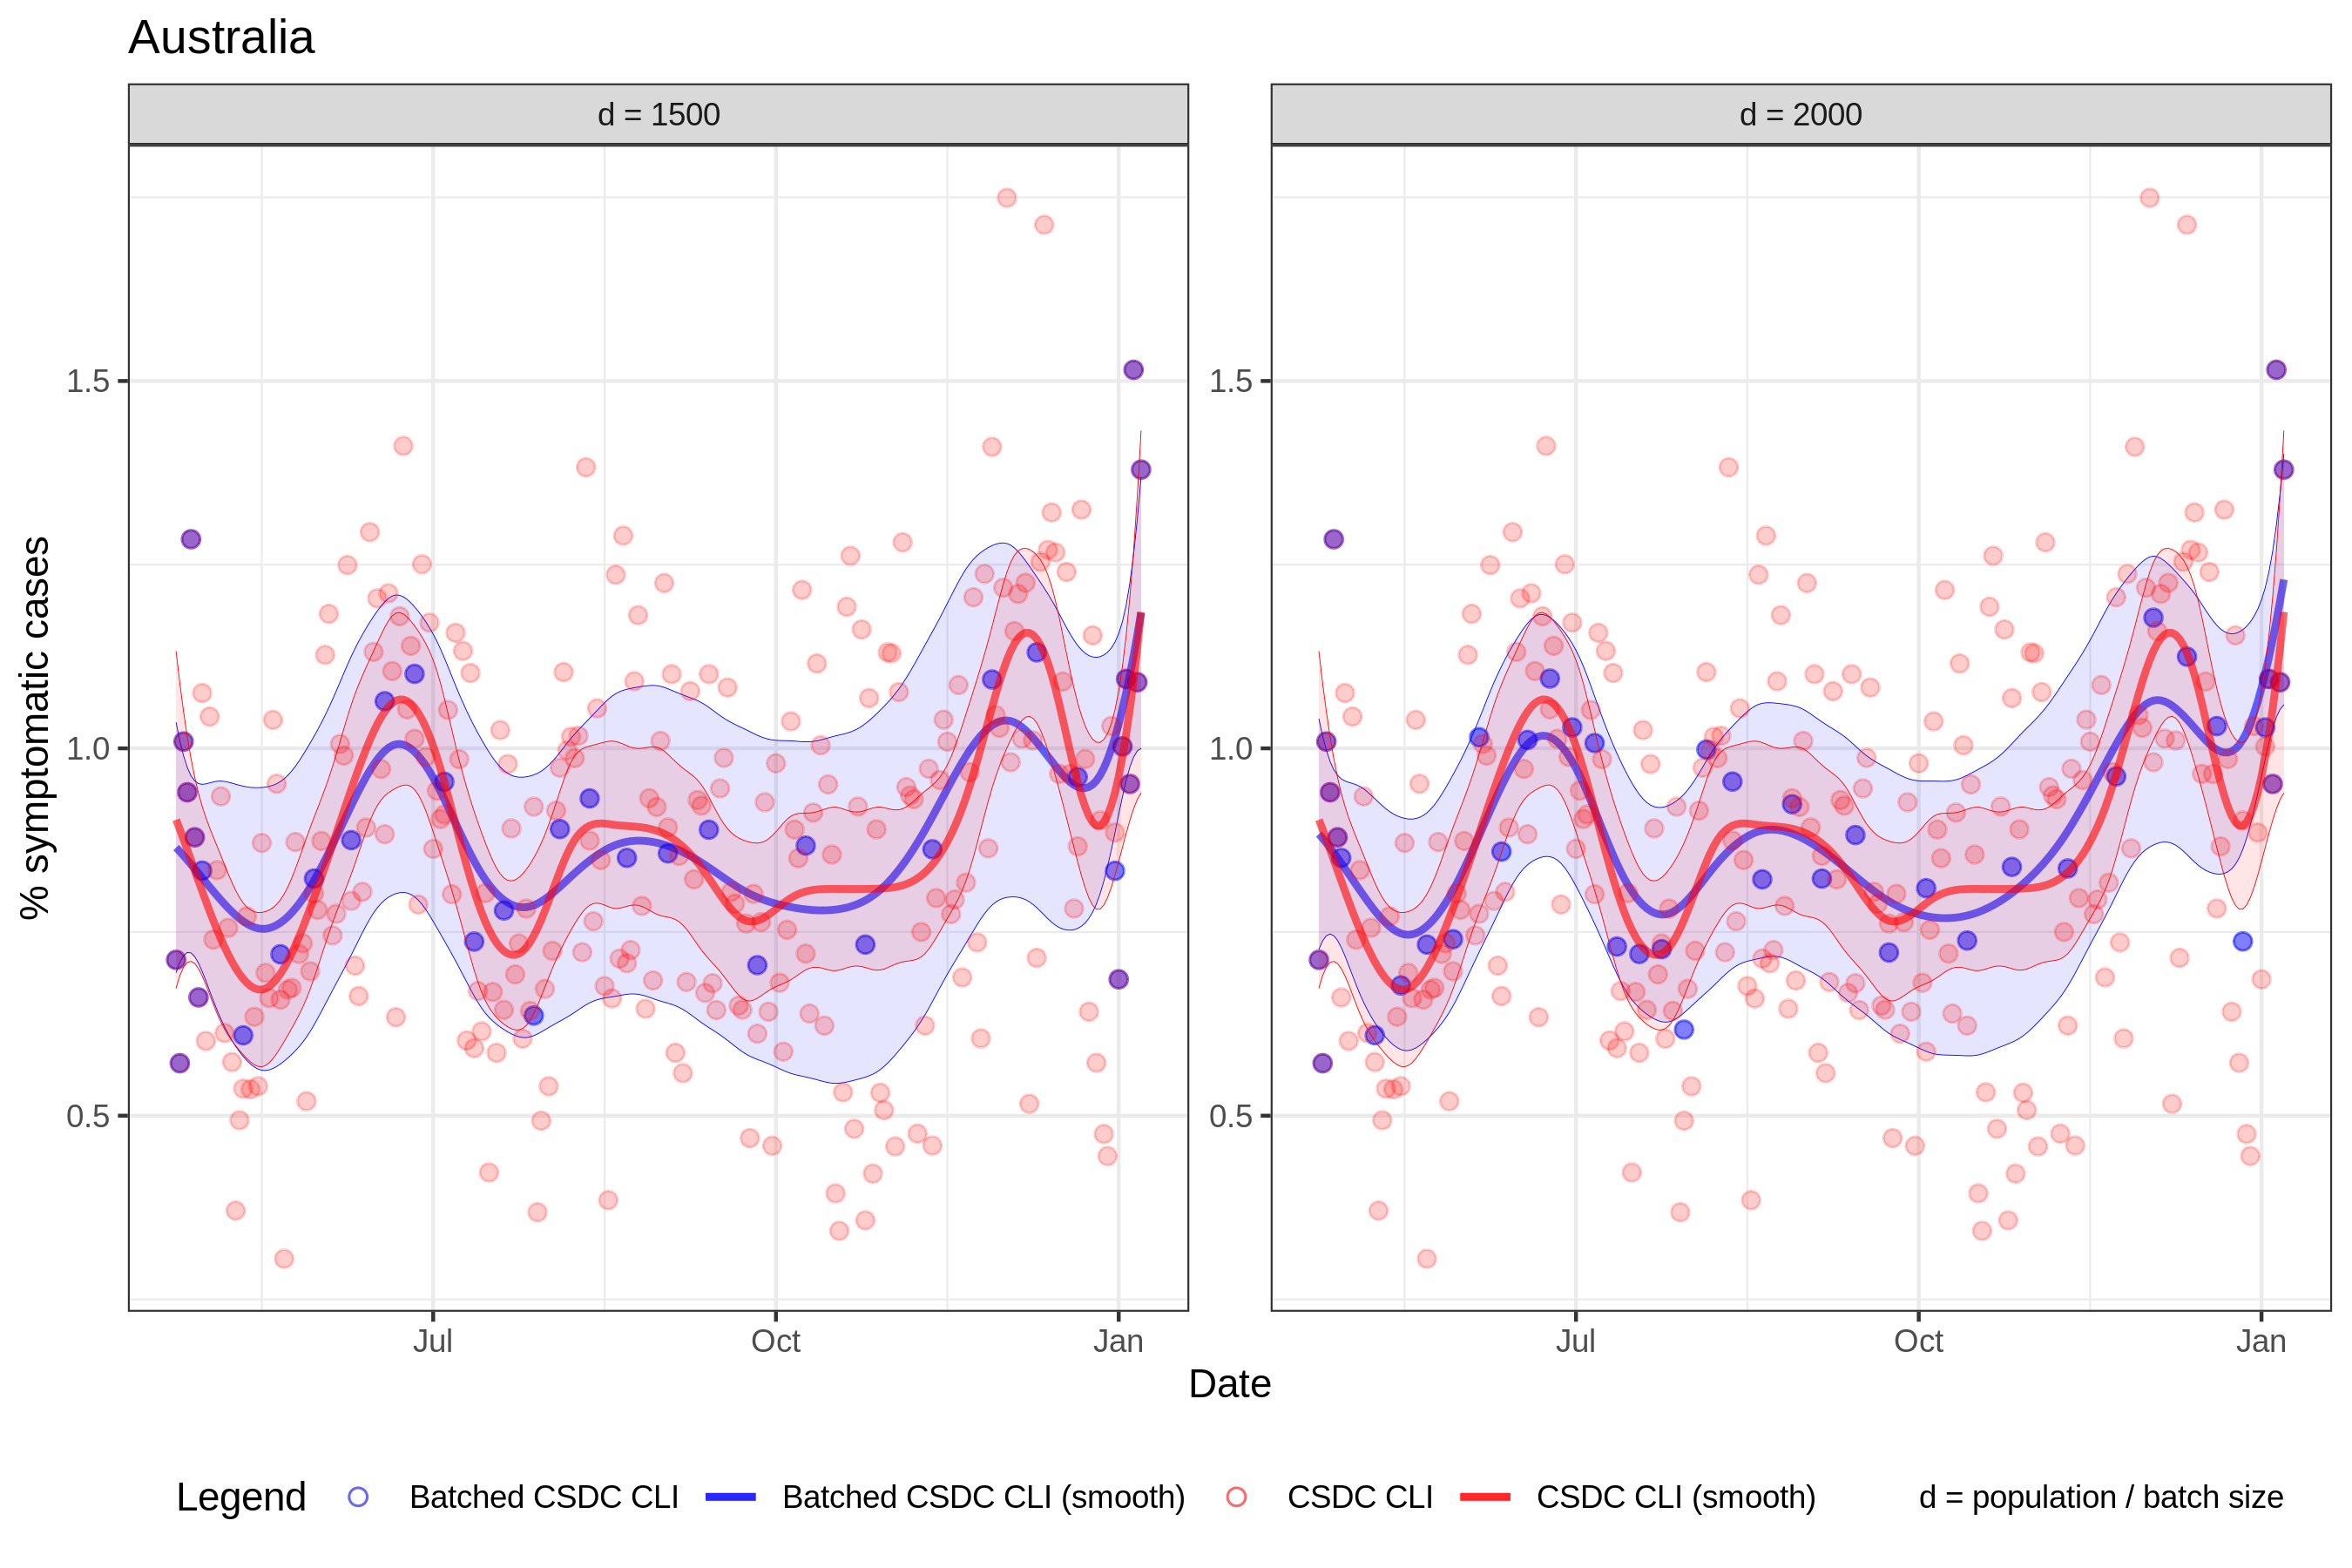 Australia
d = 1500
d = 2000
% symptomatic cases
1.5
1.0
0.5
1.5
1.0
0.5
Jul
Oct
Jan
Jul
Oct
Jan
Date
Legend
Batched CSDC CLI
Batched CSDC CLI (smooth)
CSDC CLI
CSDC CLI (smooth)
d = population / batch size